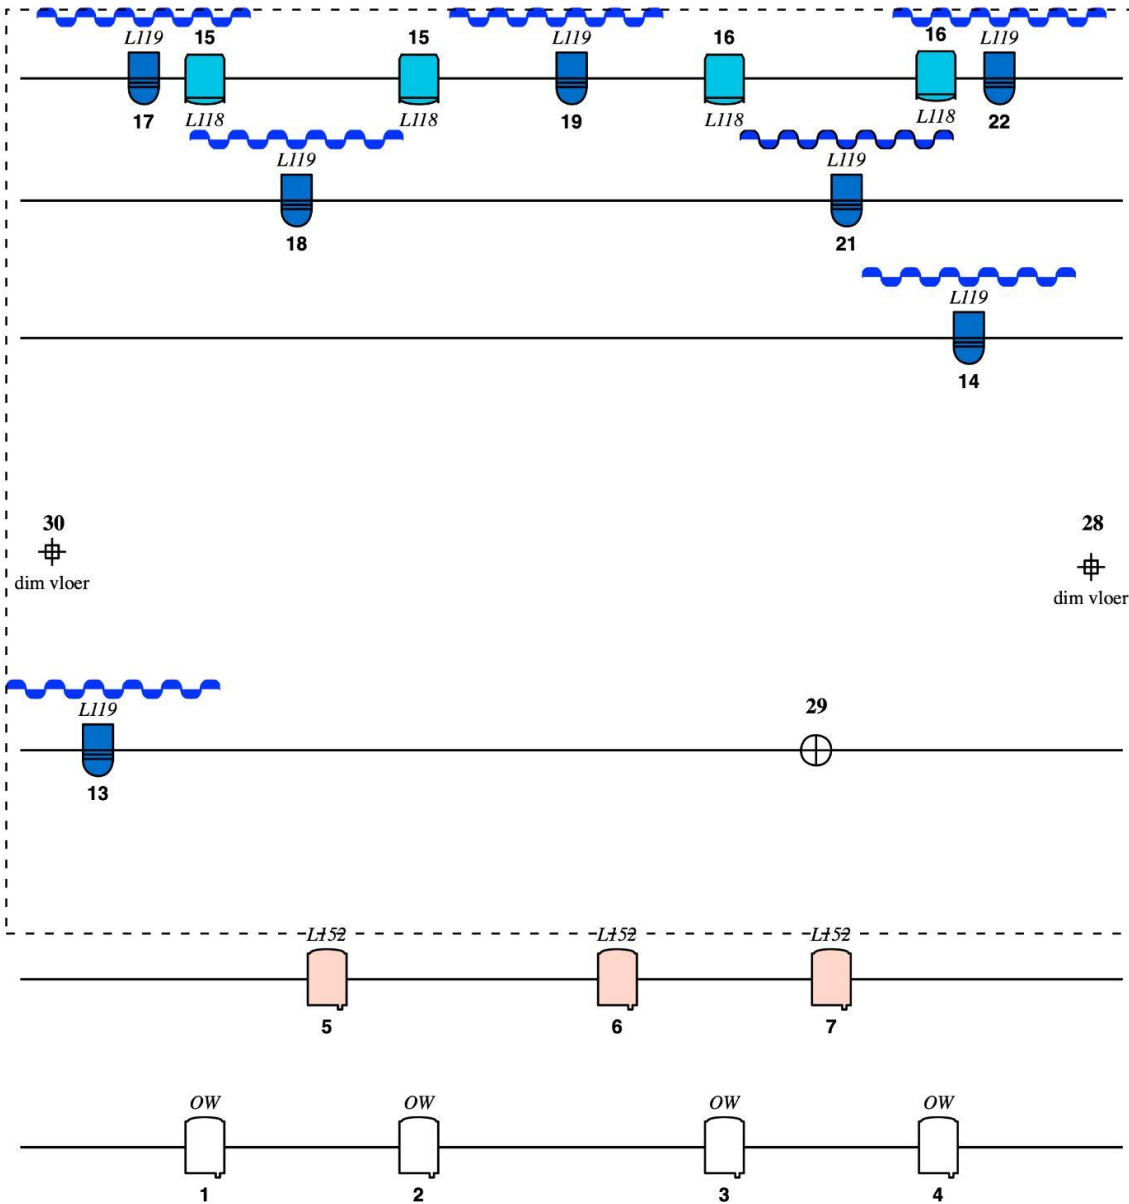 L119 15 15 L119 16 16 L119
17 L118 L118 19 L118 L118 22
L119 L119
18 21
L119
14
30 28
dim vloer dim vloer
L119 29
13
L152 L152 L152
5 6 7
OW OW OW OW
1 2 3 4